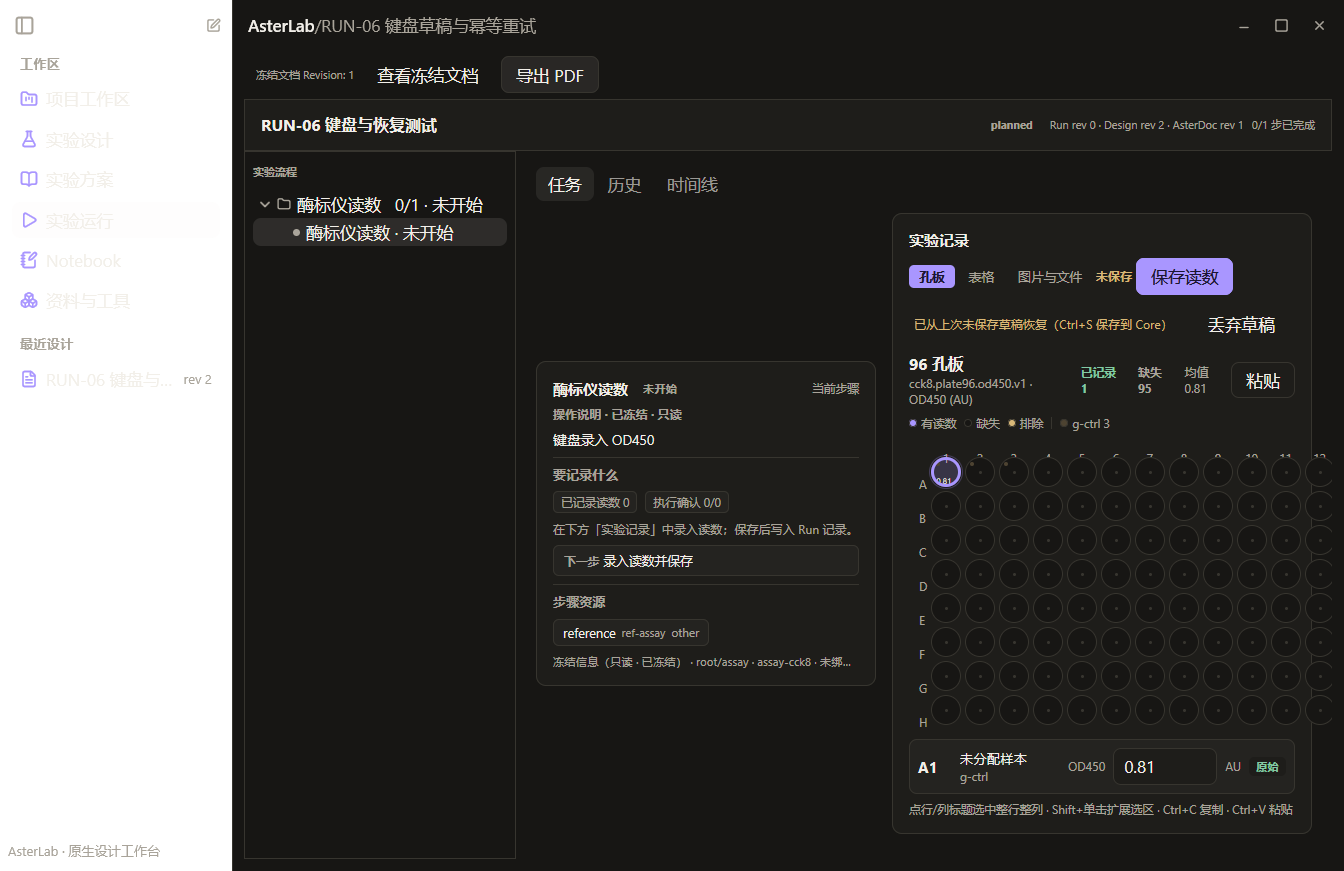 AsterLab/RUN-06 键盘草稿与幂等重试
工作区
项目工作区
实验设计
实验方案
实验运行
Notebook
资料与工具
最近设计
RUN-06 键盘与... rev 2
AsterLab · 原生设计工作台
冻结文档 Revision: 1 查看冻结文档 导出 PDF
RUN-06 键盘与恢复测试
planned Run rev 0 · Design rev 2 · AsterDoc rev 1 0/1 步已完成
实验流程
酶标仪读数 0/1 · 未开始
酶标仪读数 · 未开始
任务 历史 时间线
酶标仪读数 未开始 当前步骤
操作说明 · 已冻结 · 只读
键盘录入 OD450
要记录什么
已记录读数 0 执行确认 0/0
在下方「实验记录」中录入读数；保存后写入 Run 记录。
下一步 录入读数并保存
步骤资源
reference ref-assay other
冻结信息（只读 · 已冻结） · root/assay · assay-cck8 · 未绑...
实验记录
孔板 表格 图片与文件 未保存 保存读数
已从上次未保存草稿恢复（Ctrl+S 保存到 Core） 丢弃草稿
96 孔板
cck8.plate96.od450.v1 ·
OD450 (AU)
已记录 缺失 均值 粘贴
1 95 0.81
有读数 缺失 排除 g-ctrl 3
1 2 3 4 5 6 7 8 9 10 11 12
0.81
A
B
C
D
E
F
G
H
A1 未分配样本 OD450 0.81 AU 原始
g-ctrl
点行/列标题选中整行整列 · Shift+单击扩展选区 · Ctrl+C 复制 · Ctrl+V 粘贴